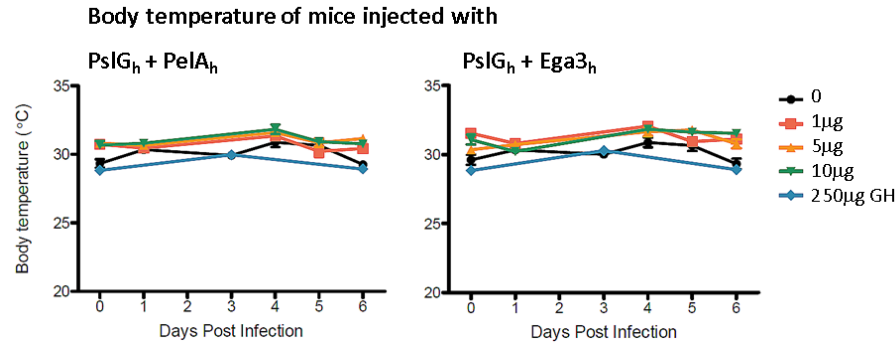 Body temperature of mice injected with
PslGh + PelAh
PslGh + Ega3h
Body temperature (°C)
35
30
25
20
0 1 2 3 4 5 6
Days Post Infection
35
30
25
20
0 1 2 3 4 5 6
Days Post Infection
0
1μg
5μg
10μg
250μg GH